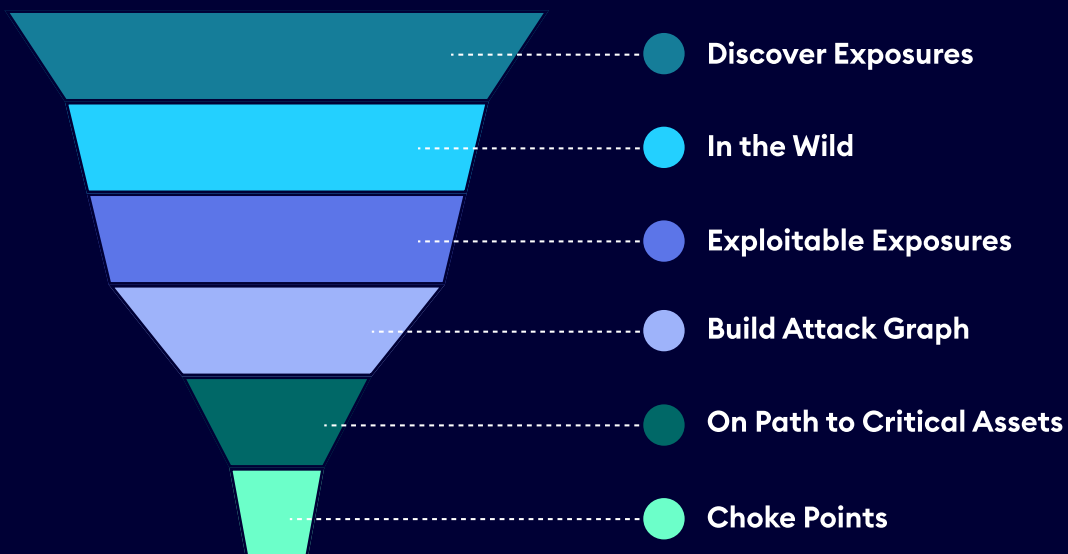 Discover Exposures
In the Wild
Exploitable Exposures
Build Attack Graph
On Path to Critical Assets
Choke Points